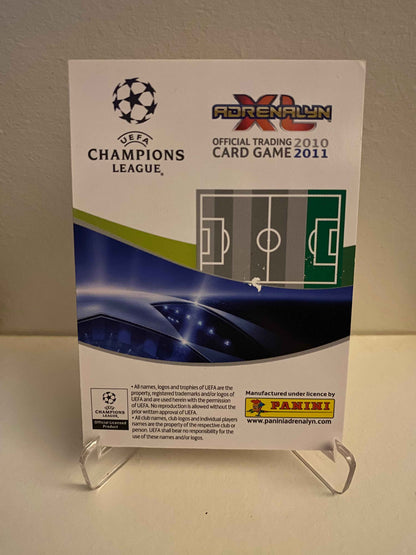 UEFA
CHAMPIONS
LEAGUE®
ADRENALYN
XL
OFFICIAL TRADING 2010
CARD GAME 2011
• All names, logos and trophies of UEFA are the
property, registered trademarks and/or logos of
UEFA and are used herein with the permission
of UEFA. No reproduction is allowed without the
prior written approval of UEFA.
• All club names, club logos and individual players
names are the property of the respective club or
person. UEFA shall bear no responsibility for the
use of these names and/or logos.
UEFA
CHAMPIONS
LEAGUE
Official Licensed
Product
Manufactured under licence by
PANINI
www.paniniadrenalyn.com